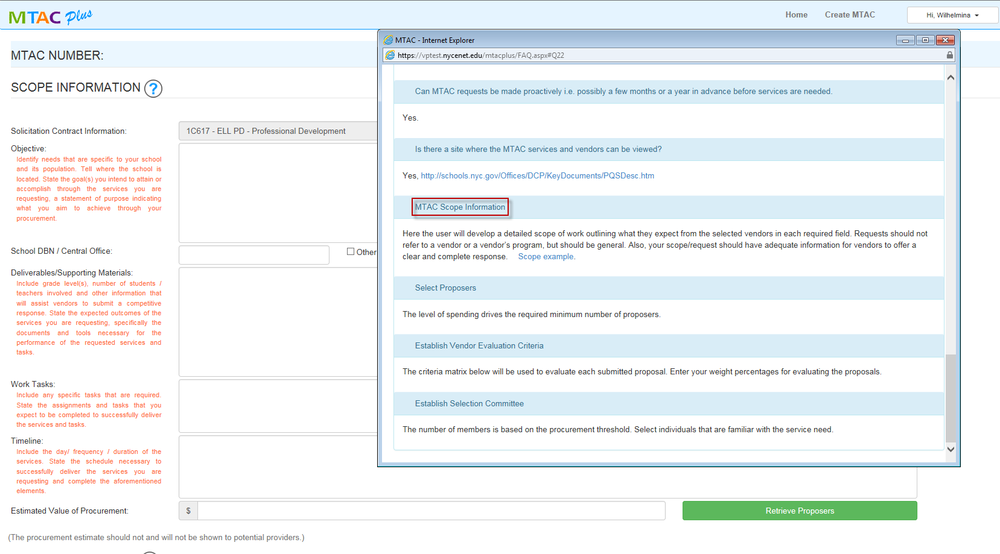 MTAC Plus
Home
Create MTAC
Hi, Wilhelmina
MTAC NUMBER:
SCOPE INFORMATION ?
Solicitation Contract Information:
1C617 - ELL PD - Professional Development
Objective:
Identify needs that are specific to your school
and its population. Tell where the school is
located. State the goal(s) you intend to attain or
accomplish through the services you are
requesting, a statement of purpose indicating
what you aim to achieve through your
procurement.
School DBN / Central Office:
Other
Deliverables/Supporting Materials:
Include grade level(s), number of students /
teachers involved and other information that
will assist vendors to submit a competitive
response. State the expected outcomes of the
services you are requesting, specifically the
documents and tools necessary for the
performance of the requested services and
tasks.
Work Tasks:
Include any specific tasks that are required.
State the assignments and tasks that you
expect to be completed to successfully deliver
the services and tasks.
Timeline:
Include the day/ frequency / duration of the
services. State the schedule necessary to
successfully deliver the services you are
requesting and complete the aforementioned
elements.
Estimated Value of Procurement:
$
Retrieve Proposers
(The procurement estimate should not and will not be shown to potential providers.)
MTAC - Internet Explorer
https://vptest.nycenet.edu/mtacplus/FAQ.aspx#Q22
Can MTAC requests be made proactively i.e. possibly a few months or a year in advance before services are needed.
Yes.
Is there a site where the MTAC services and vendors can be viewed?
Yes, http://schools.nyc.gov/Offices/DCP/KeyDocuments/PQSDesc.htm
MTAC Scope Information
Here the user will develop a detailed scope of work outlining what they expect from the selected vendors in each required field. Requests should not
refer to a vendor or a vendor's program, but should be general. Also, your scope/request should have adequate information for vendors to offer a
clear and complete response. Scope example.
Select Proposers
The level of spending drives the required minimum number of proposers.
Establish Vendor Evaluation Criteria
The criteria matrix below will be used to evaluate each submitted proposal. Enter your weight percentages for evaluating the proposals.
Establish Selection Committee
The number of members is based on the procurement threshold. Select individuals that are familiar with the service need.